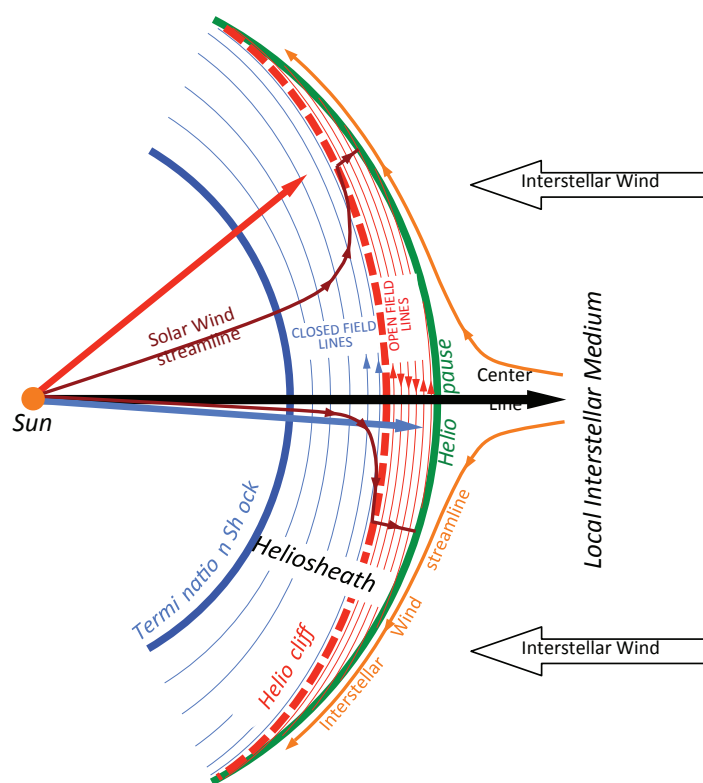 Interstellar Wind
Solar Wind
streamline
CLOSED FIELD
LINES
OPEN FIELD
LINES
Helio pause
Center
Line
Local Interstellar Medium
Sun
Termi natio n Sh ock
Heliosheath
Helio cliff
Interstellar Wind streamline
Interstellar Wind